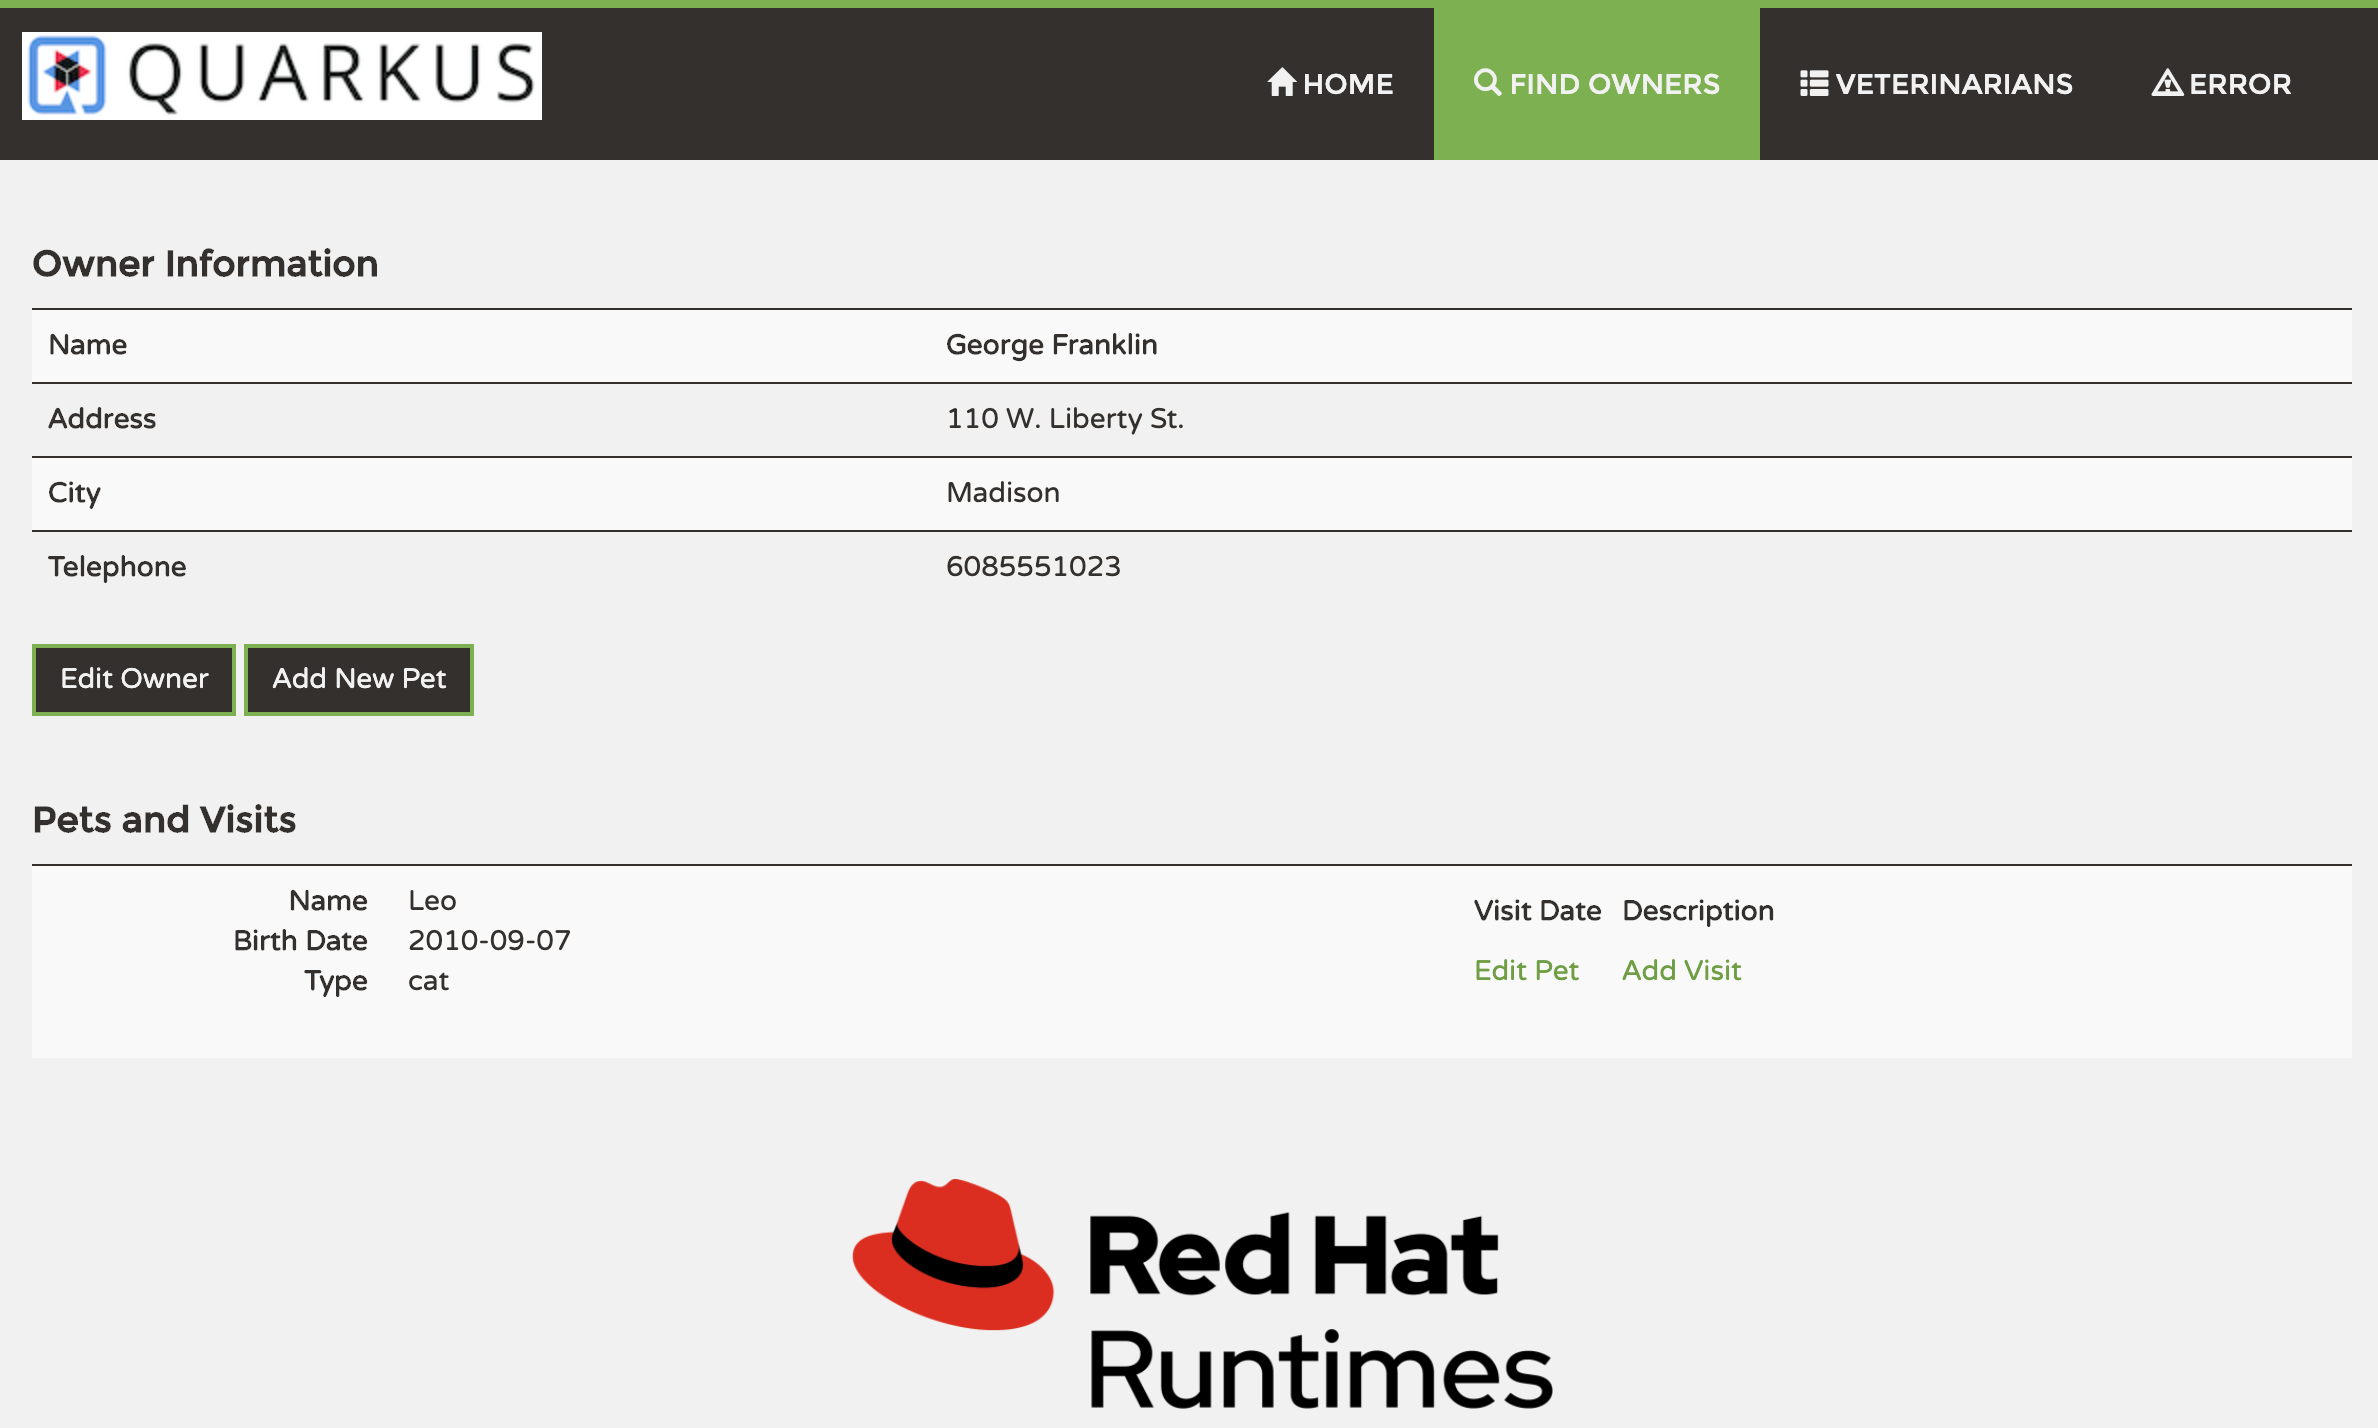 QUARKUS
HOME FIND OWNERS VETERINARIANS ERROR
Owner Information
Name George Franklin
Address 110 W. Liberty St.
City Madison
Telephone 6085551023
Edit Owner Add New Pet
Pets and Visits
Name Leo
Birth Date 2010-09-07
Type cat
Visit Date Description
Edit Pet Add Visit
Red Hat
Runtimes